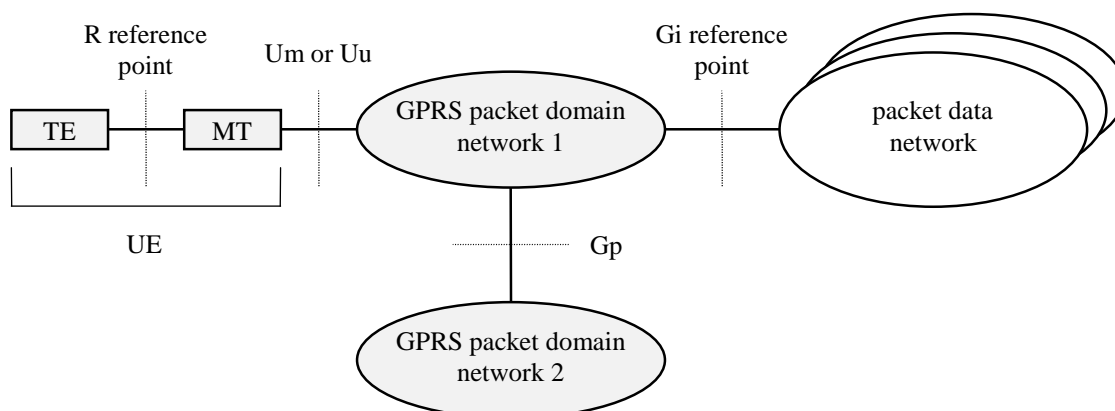 R reference
point
Um or Uu
Gi reference
point
TE
MT
GPRS packet domain
network 1
packet data
network
UE
Gp
GPRS packet domain
network 2